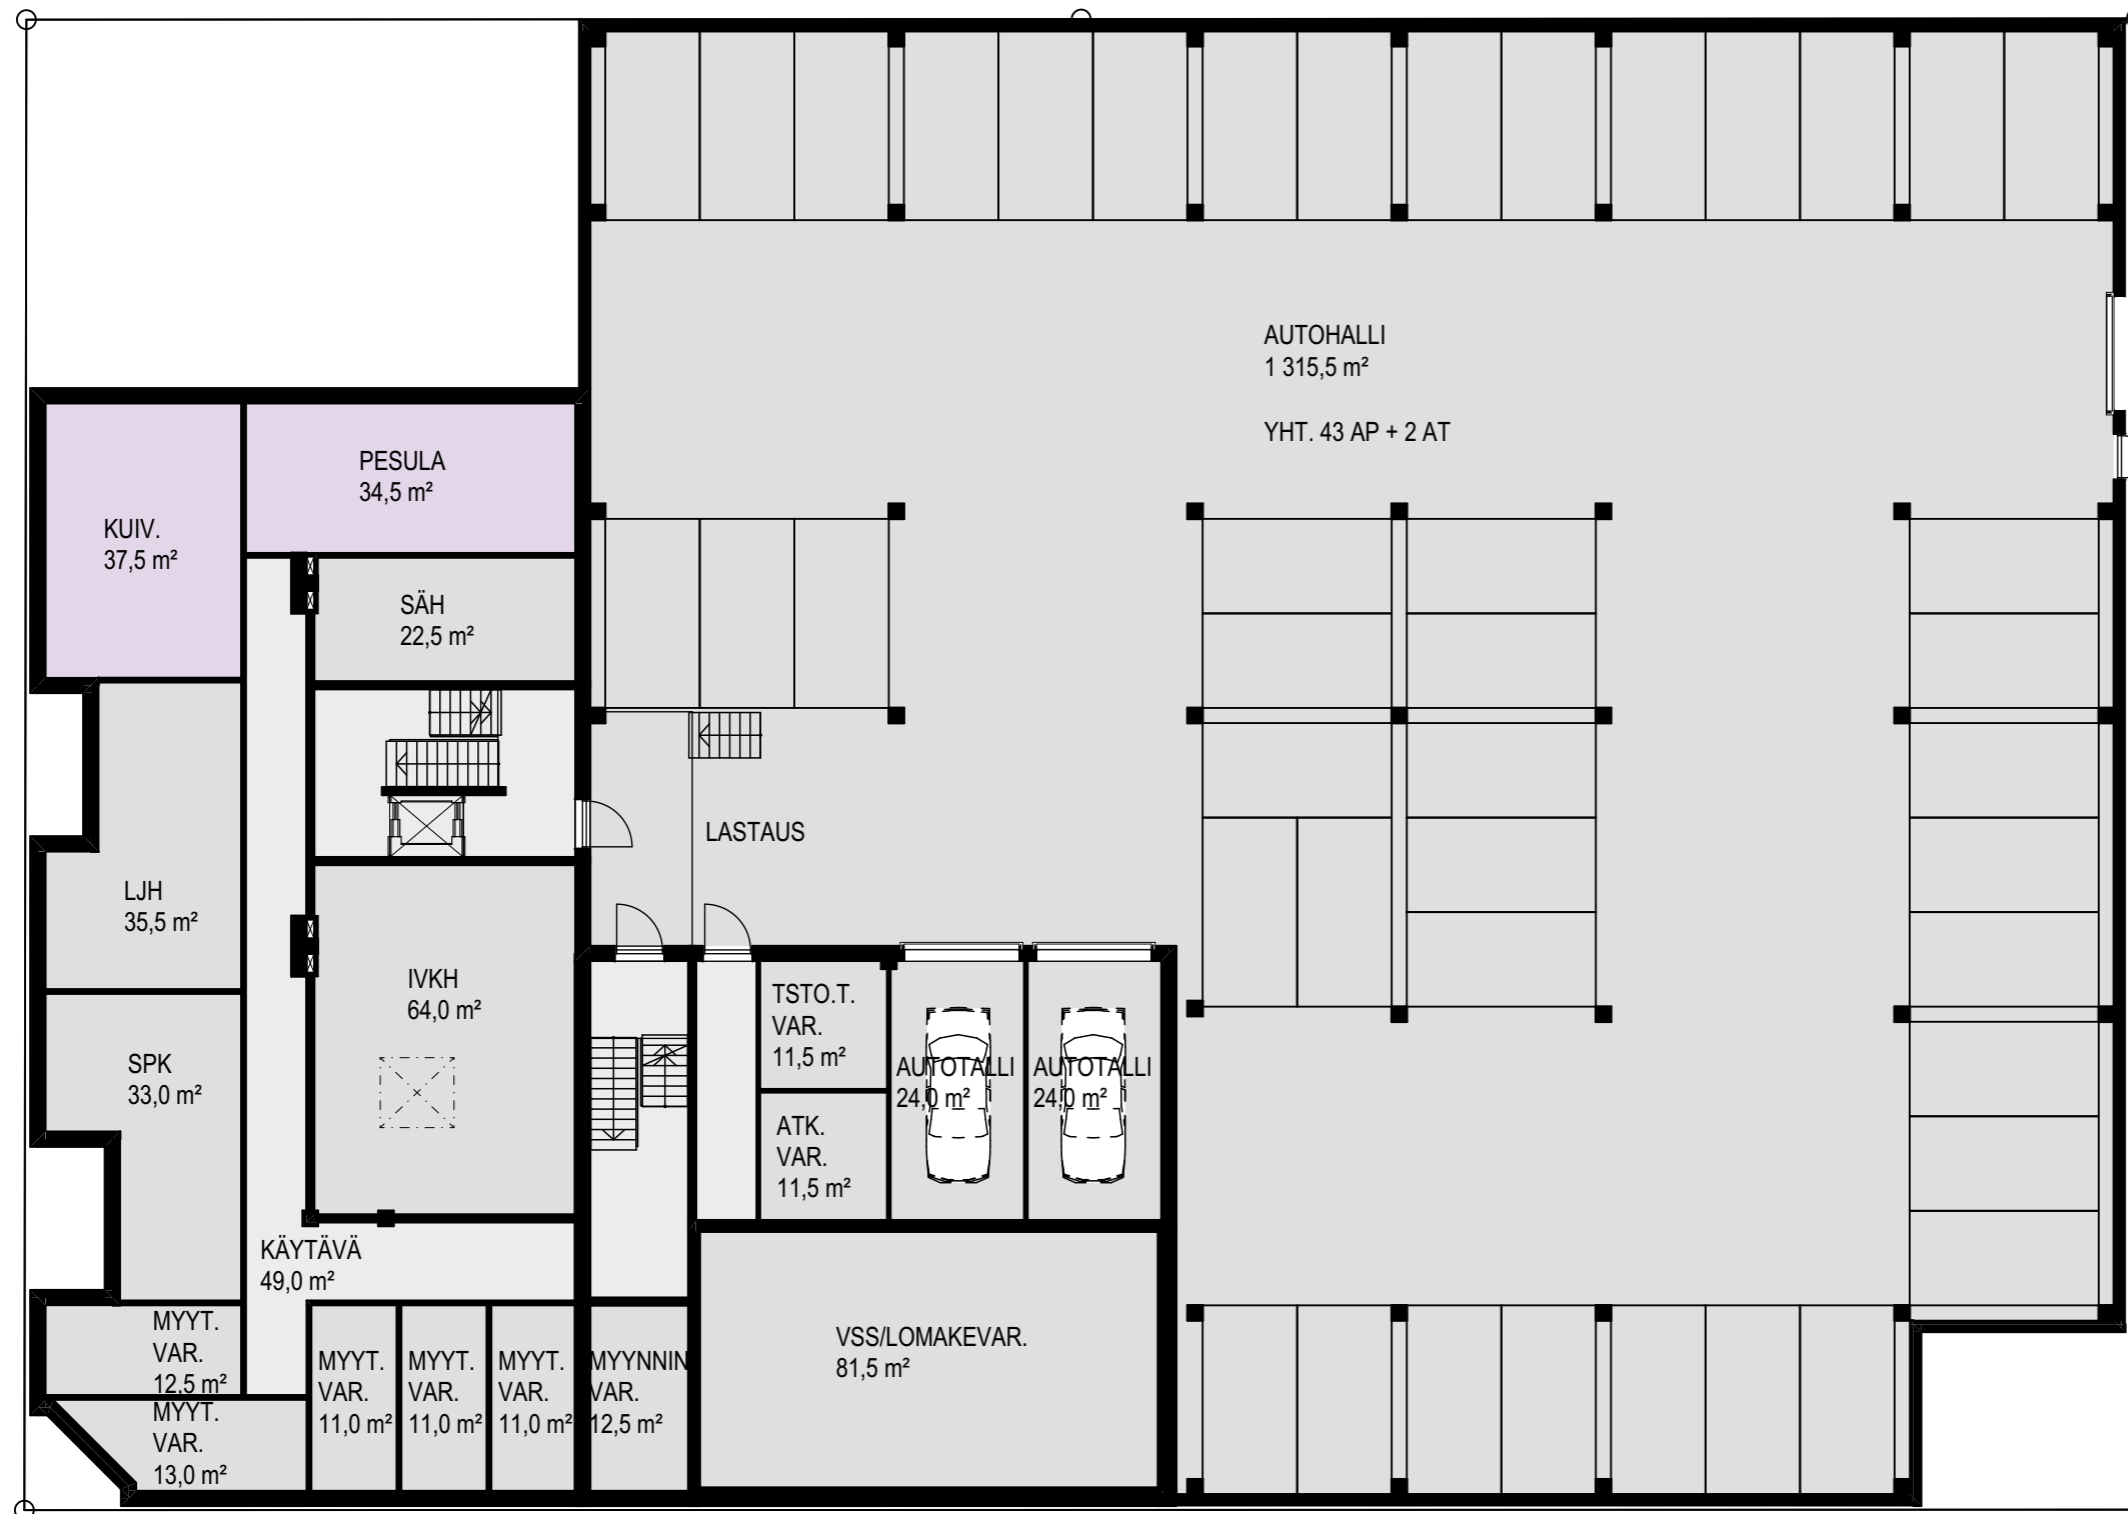 AUTOHALLI
1 315,5 m²
YHT. 43 AP + 2 AT
PESULA
34,5 m²
KUIV.
37,5 m²
SÄH
22,5 m²
LASTAUS
LJH
35,5 m²
IVKH
64,0 m²
TSTO.T.
VAR.
11,5 m²
AUTOTALLI
24,0 m²
AUTOTALLI
24,0 m²
SPK
33,0 m²
ATK.
VAR.
11,5 m²
KÄYTÄVÄ
49,0 m²
MYYT.
VAR.
12,5 m²
MYYT.
VAR.
13,0 m²
MYYT.
VAR.
11,0 m²
MYYT.
VAR.
11,0 m²
MYYT.
VAR.
11,0 m²
MYYNNIN
VAR.
12,5 m²
VSS/LOMAKEVAR.
81,5 m²